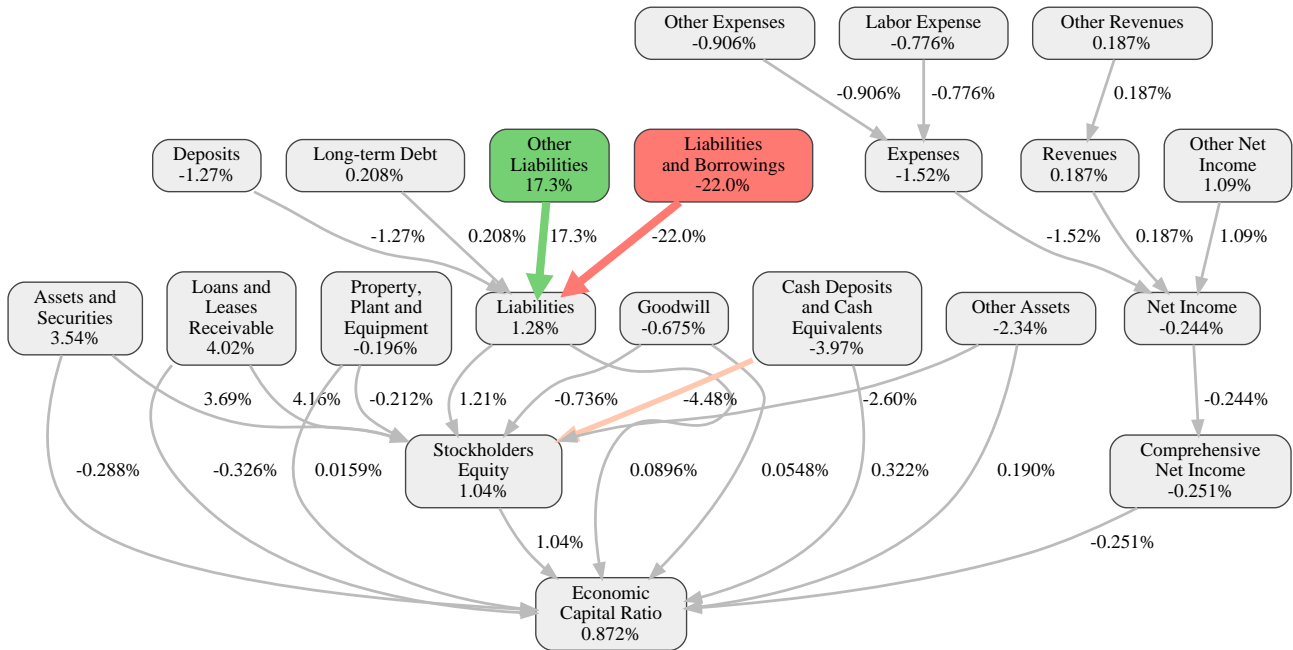 Other Expenses
-0.906%
Labor Expense
-0.776%
Other Revenues
0.187%
-0.906%
-0.776%
0.187%
Deposits
-1.27%
Long-term Debt
0.208%
Other
Liabilities
17.3%
Liabilities
and Borrowings
-22.0%
Expenses
-1.52%
Revenues
0.187%
Other Net
Income
1.09%
-1.27%
0.208%
17.3%
-22.0%
-1.52%
0.187%
1.09%
Assets and
Securities
3.54%
Loans and
Leases
Receivable
4.02%
Property,
Plant and
Equipment
-0.196%
Liabilities
1.28%
Goodwill
-0.675%
Cash Deposits
and Cash
Equivalents
-3.97%
Other Assets
-2.34%
Net Income
-0.244%
3.69%
4.16%
-0.212%
1.21%
-0.736%
-4.48%
-2.60%
-0.244%
Stockholders
Equity
1.04%
Comprehensive
Net Income
-0.251%
-0.288%
-0.326%
0.0159%
0.0896%
0.0548%
0.322%
0.190%
1.04%
-0.251%
Economic
Capital Ratio
0.872%